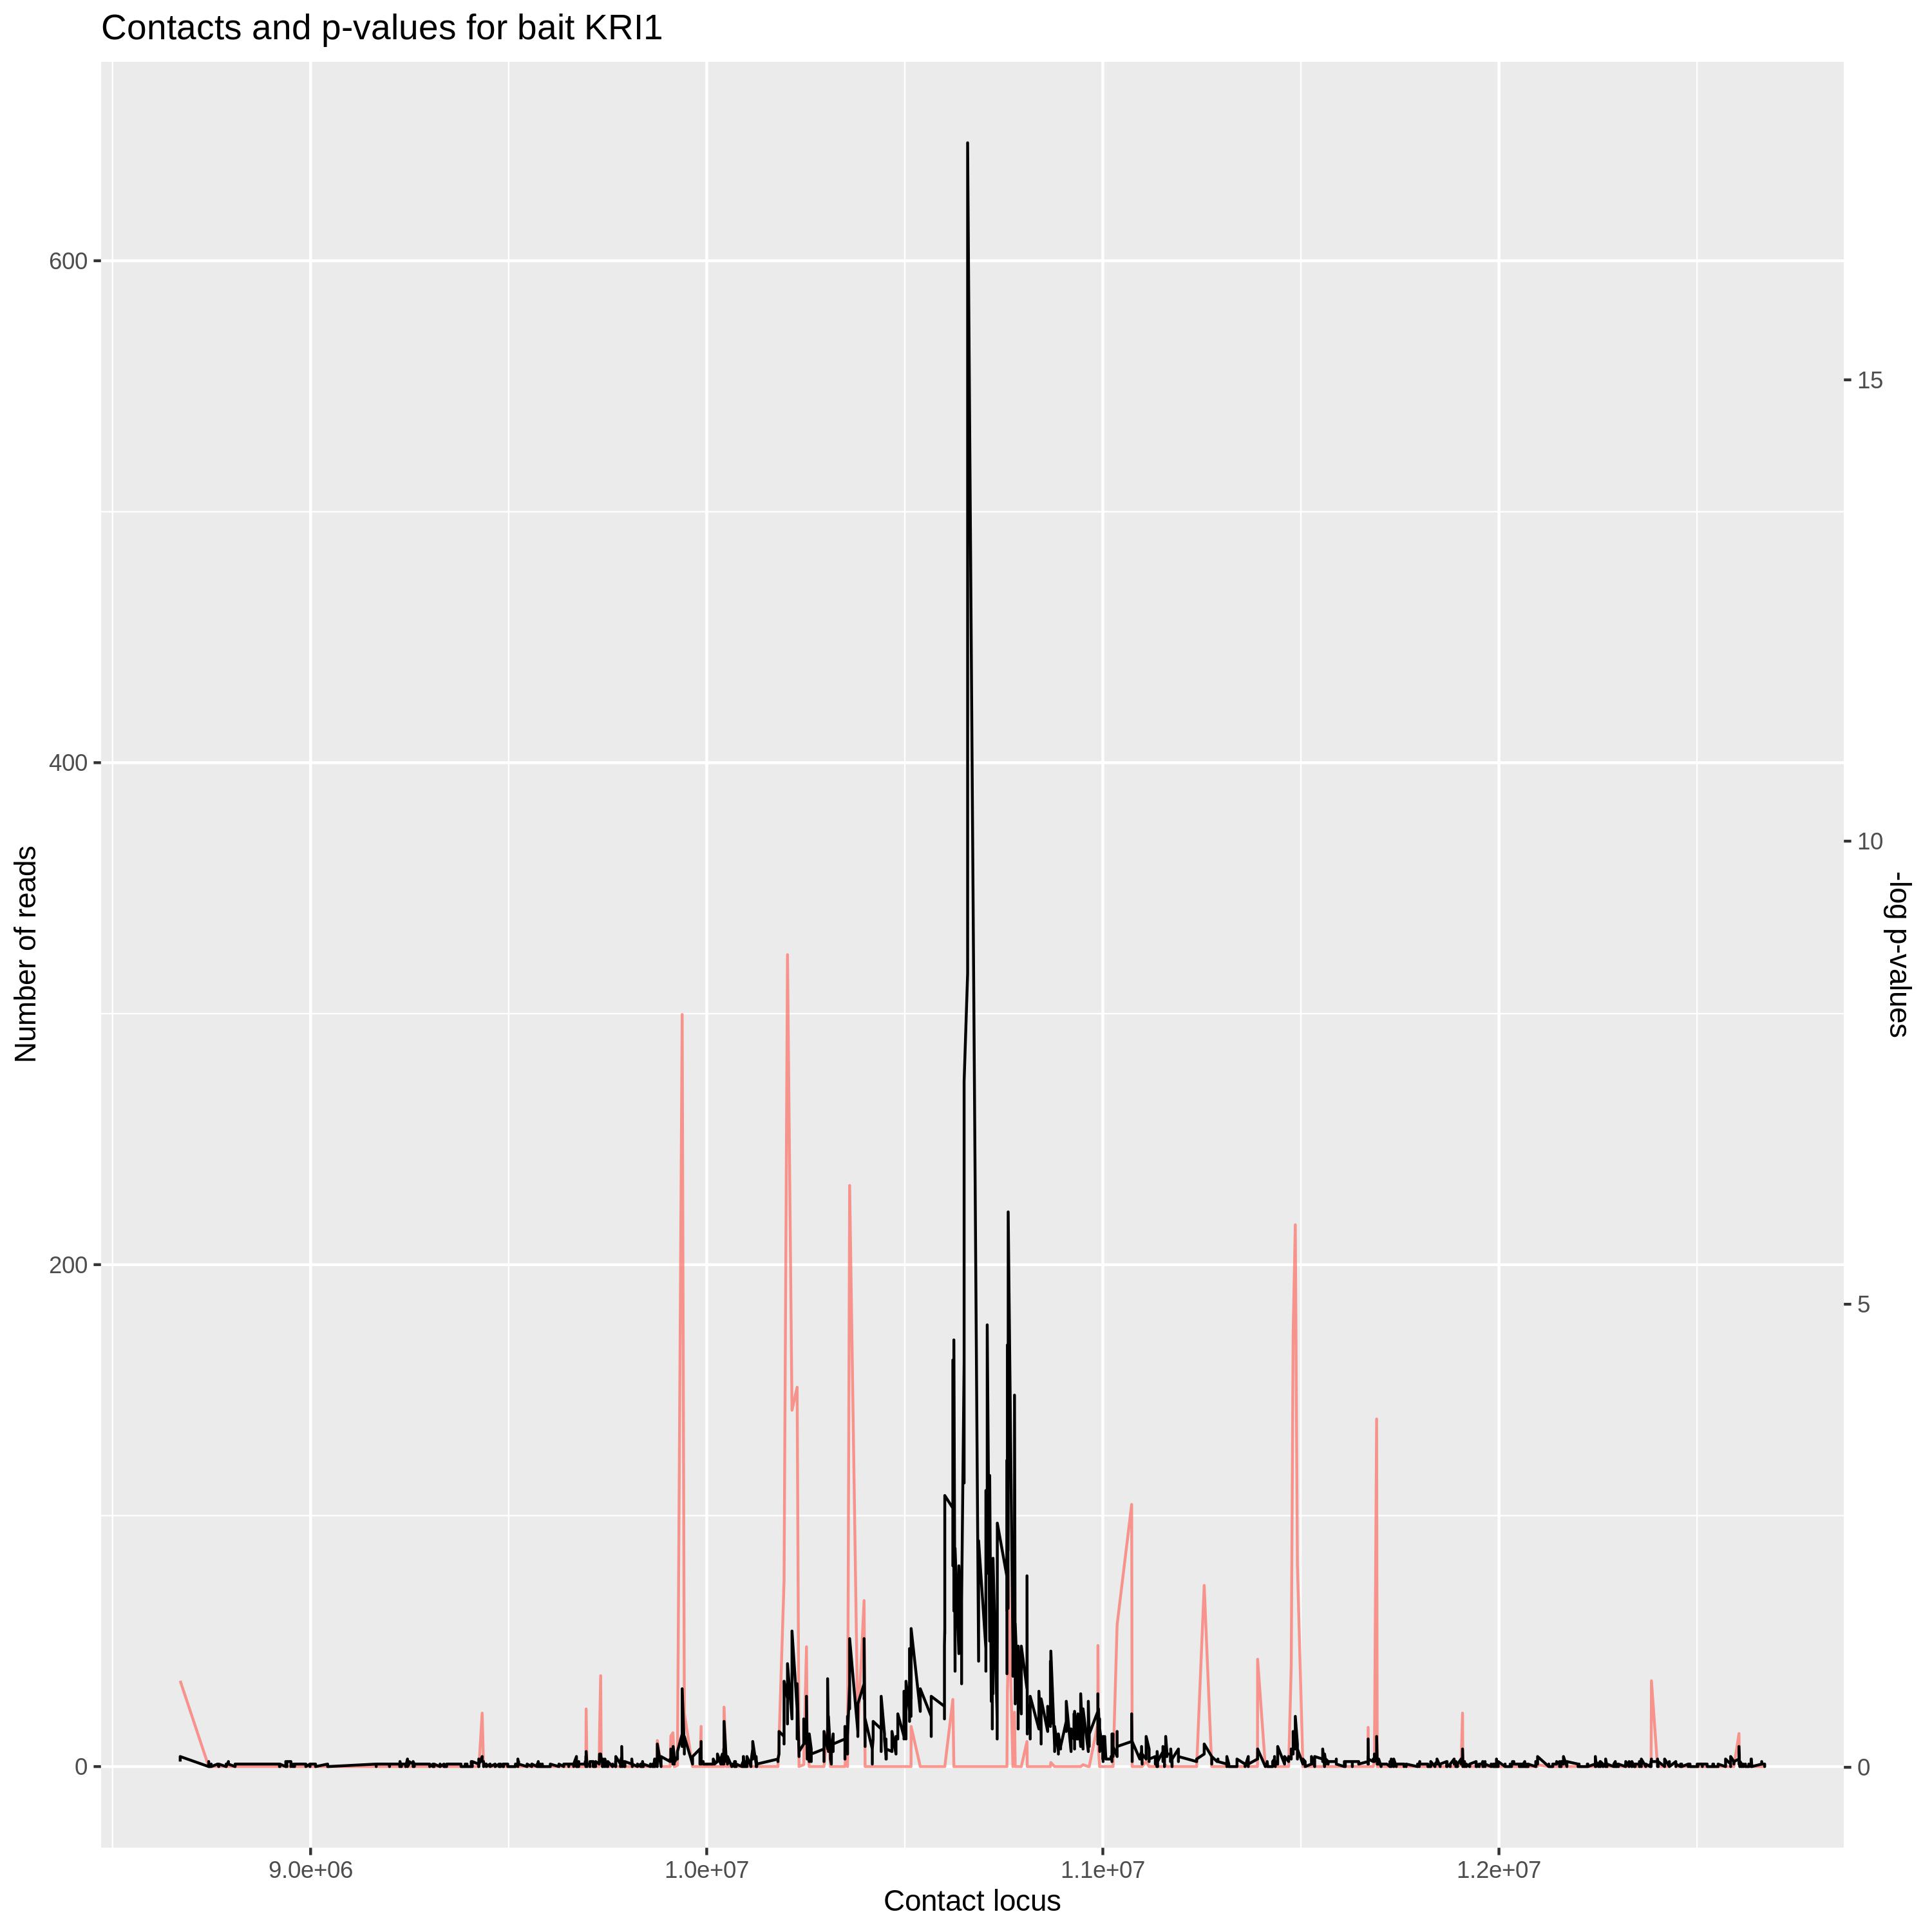 Contacts and p-values for bait KRI1
600
400
200
0
15
10
5
0
Number of reads
-log p-values
9.0e+06 1.0e+07 1.1e+07 1.2e+07
Contact locus